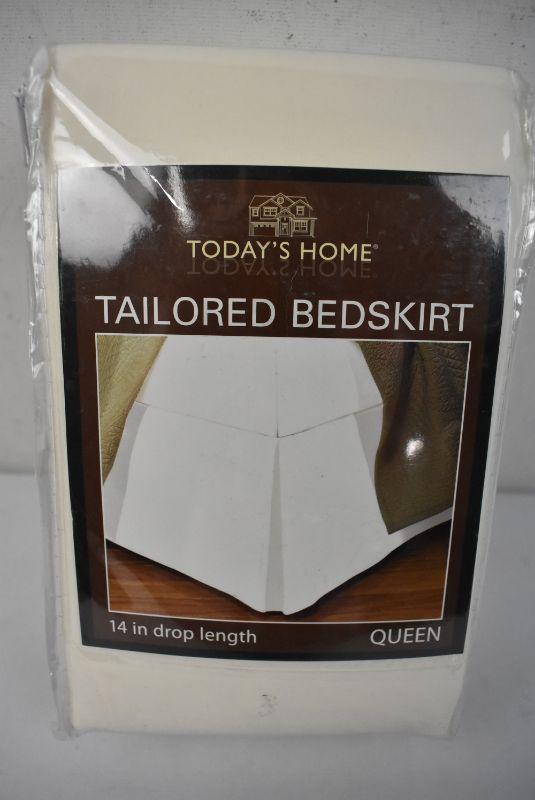 TODAY'S HOME®
TAILORED BEDSKIRT
14 in drop length
QUEEN